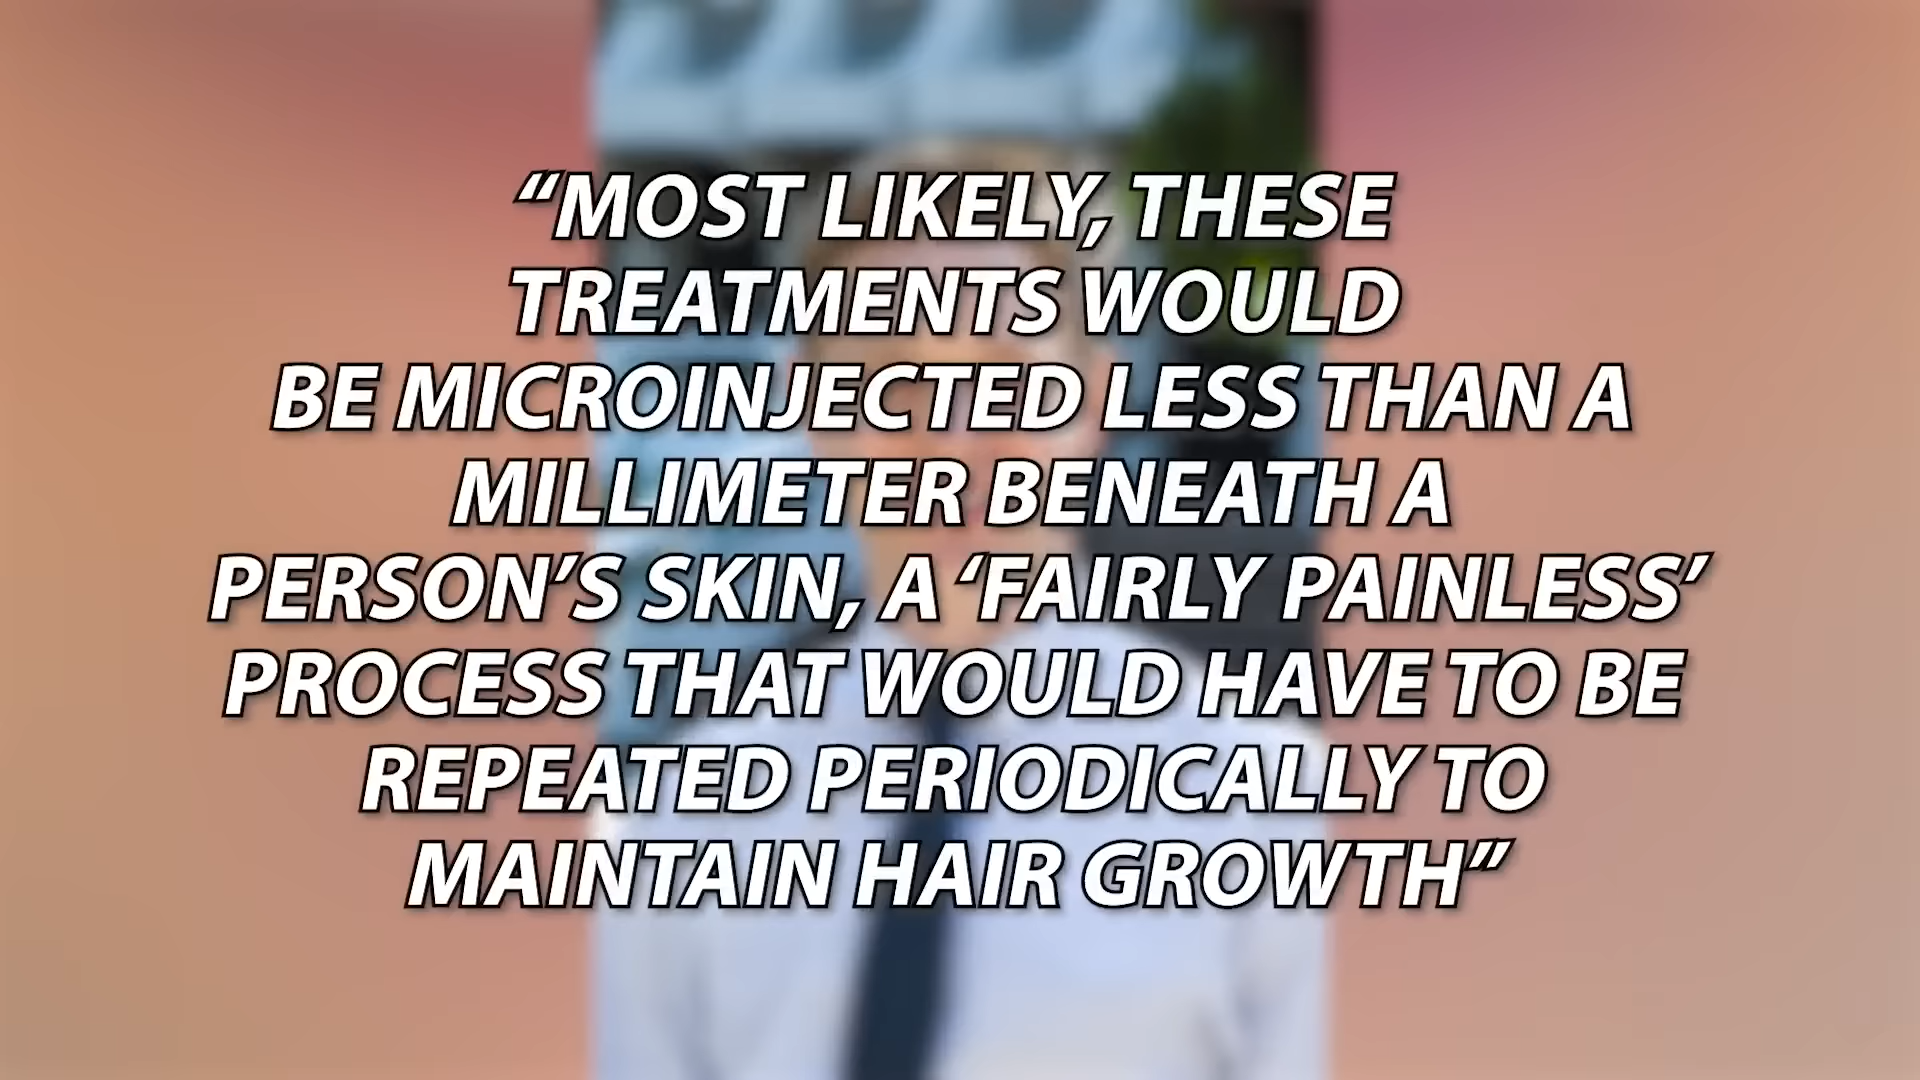 “MOST LIKELY, THESE
TREATMENTS WOULD
BE MICROINJECTED LESS THAN A
MILLIMETER BENEATH A
PERSON’S SKIN, A ‘FAIRLY PAINLESS’
PROCESS THAT WOULD HAVE TO BE
REPEATED PERIODICALLY TO
MAINTAIN HAIR GROWTH”